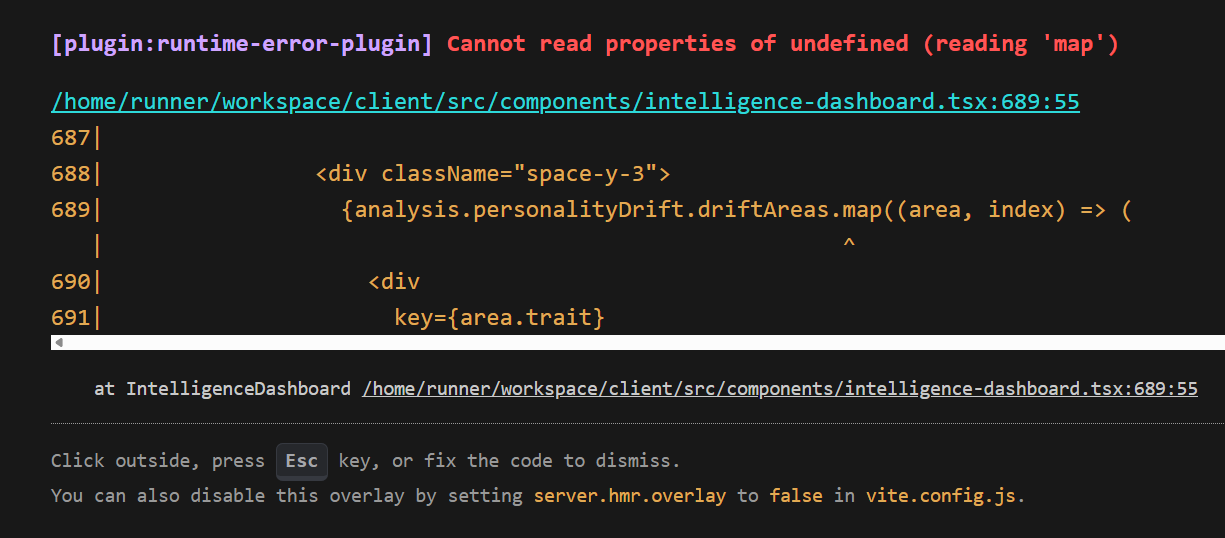 [plugin:runtime-error-plugin] Cannot read properties of undefined (reading 'map')
/home/runner/workspace/client/src/components/intelligence-dashboard.tsx:689:55
687|
688|                <div className="space-y-3">
689|                  {analysis.personalityDrift.driftAreas.map((area, index) => (
   |                                                        ^
690|                    <div
691|                      key={area.trait}
at IntelligenceDashboard /home/runner/workspace/client/src/components/intelligence-dashboard.tsx:689:55
Click outside, press Esc key, or fix the code to dismiss.
You can also disable this overlay by setting server.hmr.overlay to false in vite.config.js.